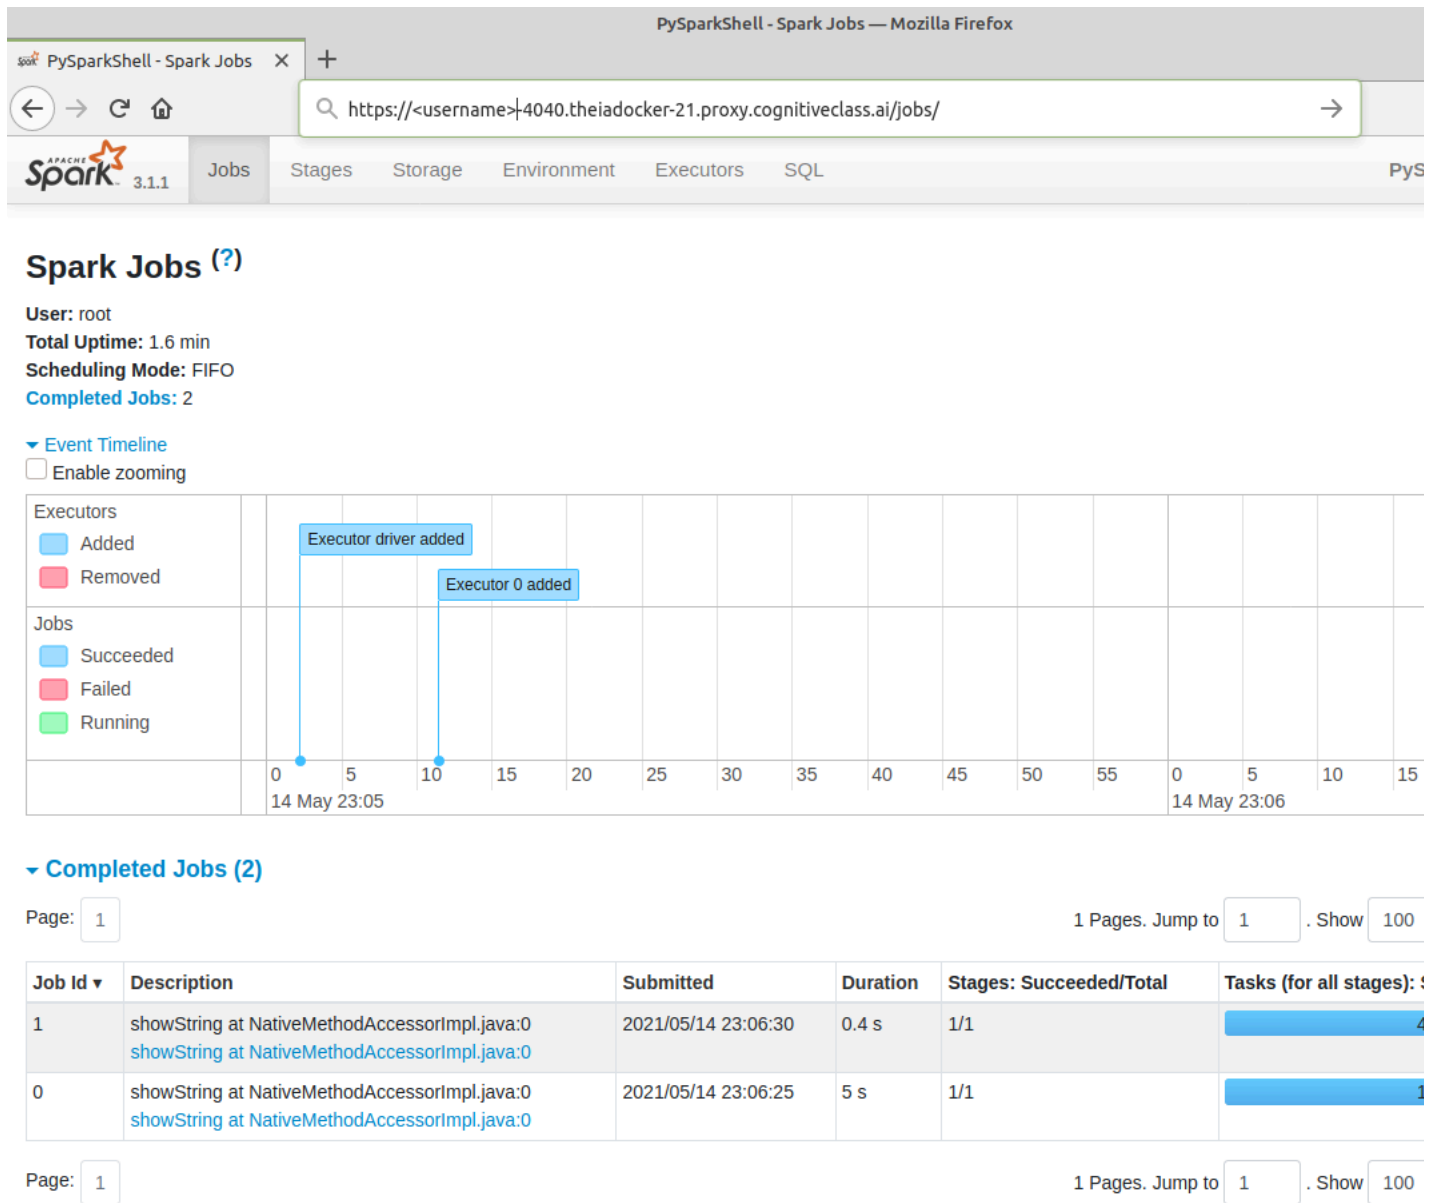 PySparkShell - Spark Jobs — Mozilla Firefox
PySparkShell - Spark Jobs
https://<username>-4040.theiadocker-21.proxy.cognitiveclass.ai/jobs/
APACHE Spark 3.1.1 Jobs Stages Storage Environment Executors SQL PyS
Spark Jobs (?)
User: root
Total Uptime: 1.6 min
Scheduling Mode: FIFO
Completed Jobs: 2
Event Timeline
Enable zooming
Executors
Added
Removed
Executor driver added
Executor 0 added
Jobs
Succeeded
Failed
Running
0 5 10 15 20 25 30 35 40 45 50 55 0 5 10 15
14 May 23:05 14 May 23:06
Completed Jobs (2)
Page: 1 1 Pages. Jump to 1 . Show 100
Job Id ▾ Description Submitted Duration Stages: Succeeded/Total Tasks (for all stages):
1 showString at NativeMethodAccessorImpl.java:0 2021/05/14 23:06:30 0.4 s 1/1
showString at NativeMethodAccessorImpl.java:0
0 showString at NativeMethodAccessorImpl.java:0 2021/05/14 23:06:25 5 s 1/1
showString at NativeMethodAccessorImpl.java:0
Page: 1 1 Pages. Jump to 1 . Show 100